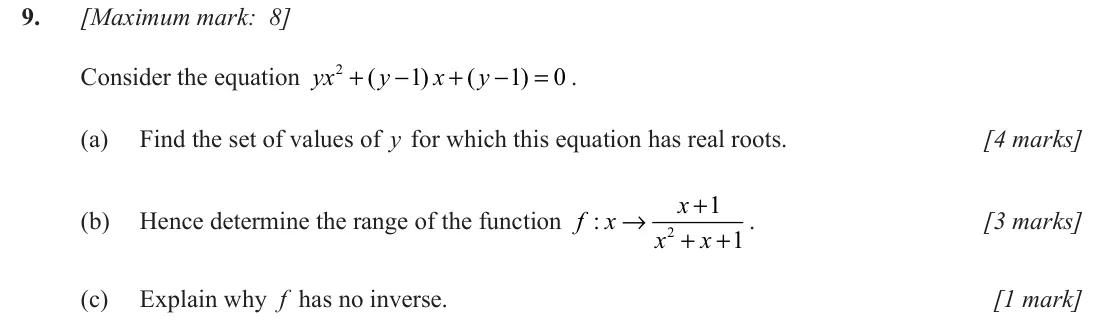 9. [Maximum mark: 8]
Consider the equation yx² + (y−1)x + (y−1) = 0 .
(a) Find the set of values of y for which this equation has real roots. [4 marks]
(b) Hence determine the range of the function f : x → (x+1)/(x² + x + 1) . [3 marks]
(c) Explain why f has no inverse. [1 mark]